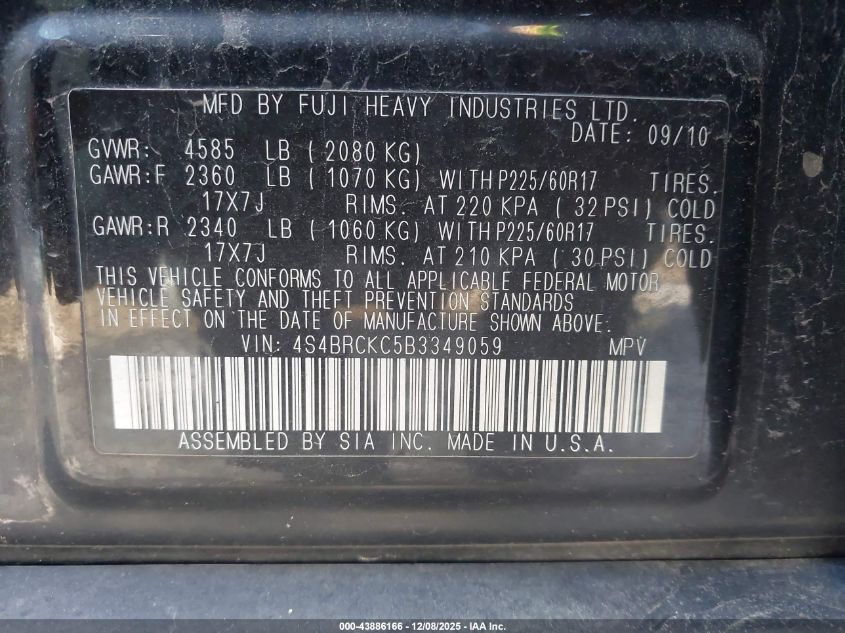 MFD BY FUJI HEAVY INDUSTRIES LTD.
DATE: 09/10
GVWR: 4585 LB ( 2080 KG)
GAWR:F 2360 LB ( 1070 KG) WITH P225/60R17 TIRES.
17X7J RIMS. AT 220 KPA ( 32 PSI) COLD
GAWR:R 2340 LB ( 1060 KG) WITH P225/60R17 TIRES.
17X7J RIMS. AT 210 KPA ( 30 PSI) COLD
THIS VEHICLE CONFORMS TO ALL APPLICABLE FEDERAL MOTOR
VEHICLE SAFETY AND THEFT PREVENTION STANDARDS
IN EFFECT ON THE DATE OF MANUFACTURE SHOWN ABOVE.
VIN: 4S4BRCKC5B3349059 MPV
ASSEMBLED BY SIA INC. MADE IN U.S.A.
000-43886166 - 12/08/2025 - IAA Inc.